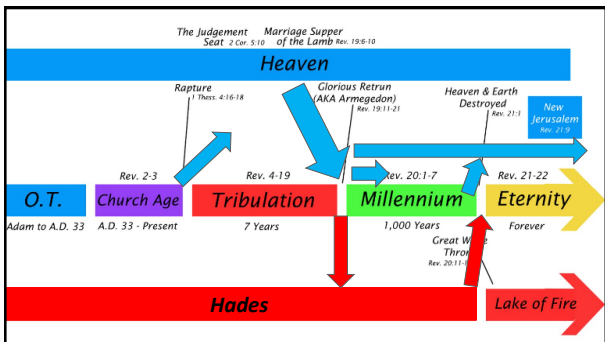 The Judgement
Seat 2 Cor. 5:10
Marriage Supper
of the Lamb Rev. 19:6-10
Heaven
Rapture
1 Thess. 4:16-18
Glorious Retrun
(AKA Armegedon)
Rev. 19:11-21
Heaven & Earth
Destroyed
Rev. 21:1
New
Jerusalem
Rev. 21:9
Rev. 2-3
Rev. 4-19
Rev. 20:1-7
Rev. 21-22
O.T.
Church Age
Tribulation
Millennium
Eternity
Adam to A.D. 33
A.D. 33 - Present
7 Years
1,000 Years
Forever
Great
Rev.
Hades
Lake of Fire